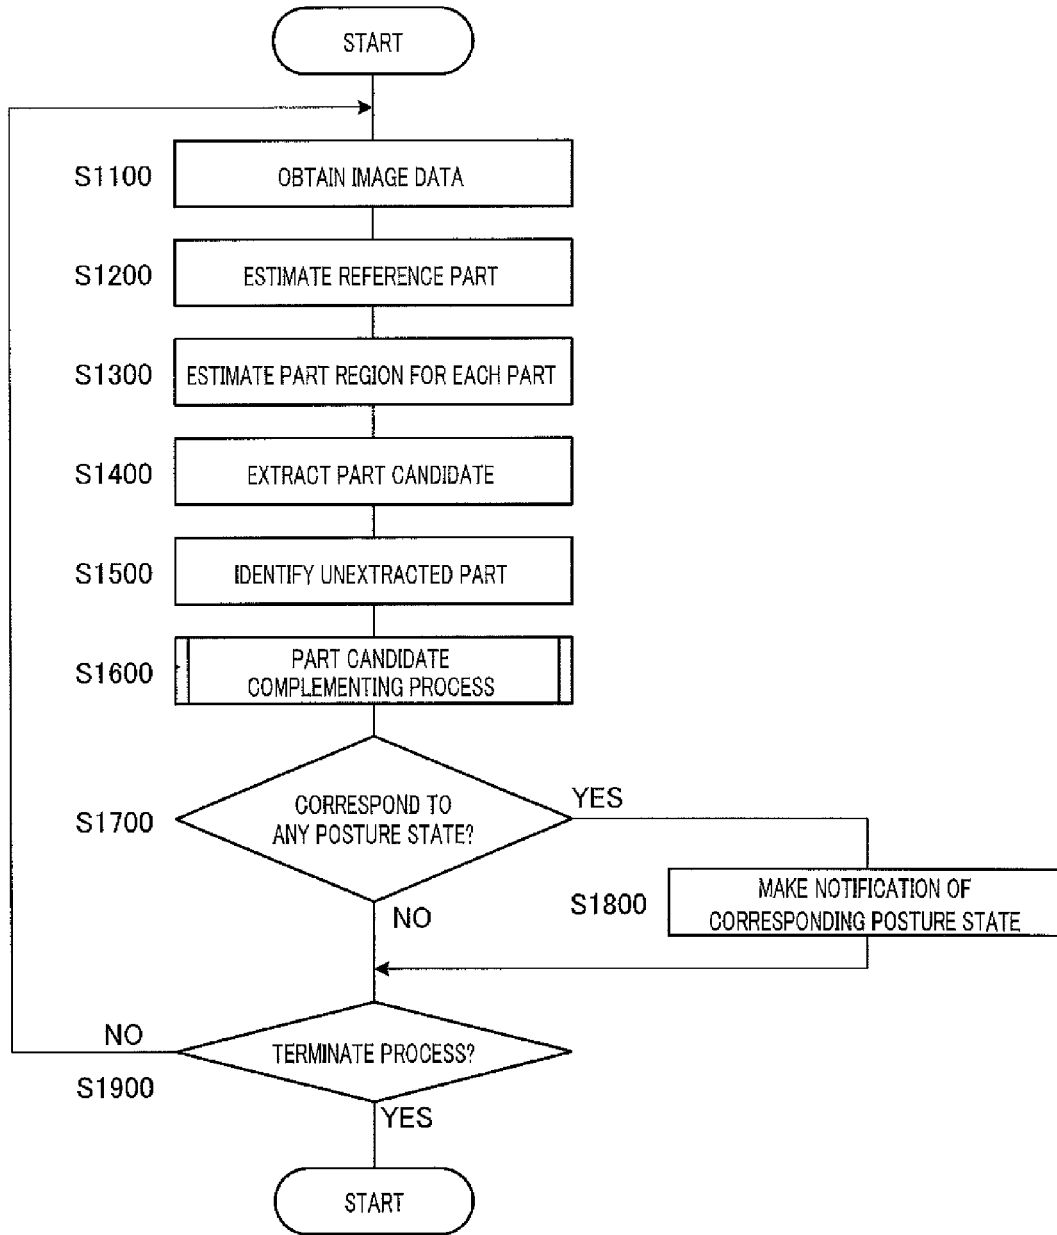 START
S1100
OBTAIN IMAGE DATA
S1200
ESTIMATE REFERENCE PART
S1300
ESTIMATE PART REGION FOR EACH PART
S1400
EXTRACT PART CANDIDATE
S1500
IDENTIFY UNEXTRACTED PART
S1600
PART CANDIDATE
COMPLEMENTING PROCESS
S1700
CORRESPOND TO
ANY POSTURE STATE?
YES
NO
S1800
MAKE NOTIFICATION OF
CORRESPONDING POSTURE STATE
NO
S1900
TERMINATE PROCESS?
YES
START